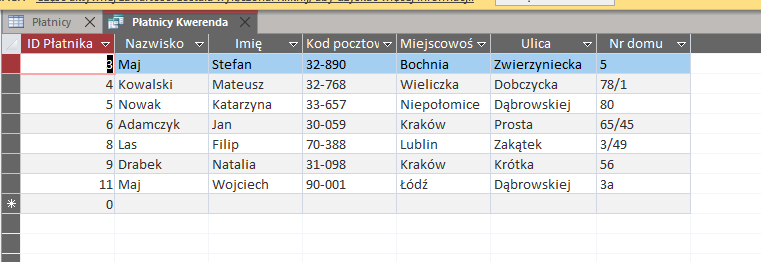 Płatnicy Płatnicy Kwerenda
ID Płatnika Nazwisko Imię Kod pocztov Miejscowoś Ulica Nr domu
3 Maj Stefan 32-890 Bochnia Zwierzyniecka 5
4 Kowalski Mateusz 32-768 Wieliczka Dobczycka 78/1
5 Nowak Katarzyna 33-657 Niepołomice Dąbrowskiej 80
6 Adamczyk Jan 30-059 Kraków Prosta 65/45
8 Las Filip 70-388 Lublin Zakątek 3/49
9 Drabek Natalia 31-098 Kraków Krótka 56
11 Maj Wojciech 90-001 Łódź Dąbrowskiej 3a
0